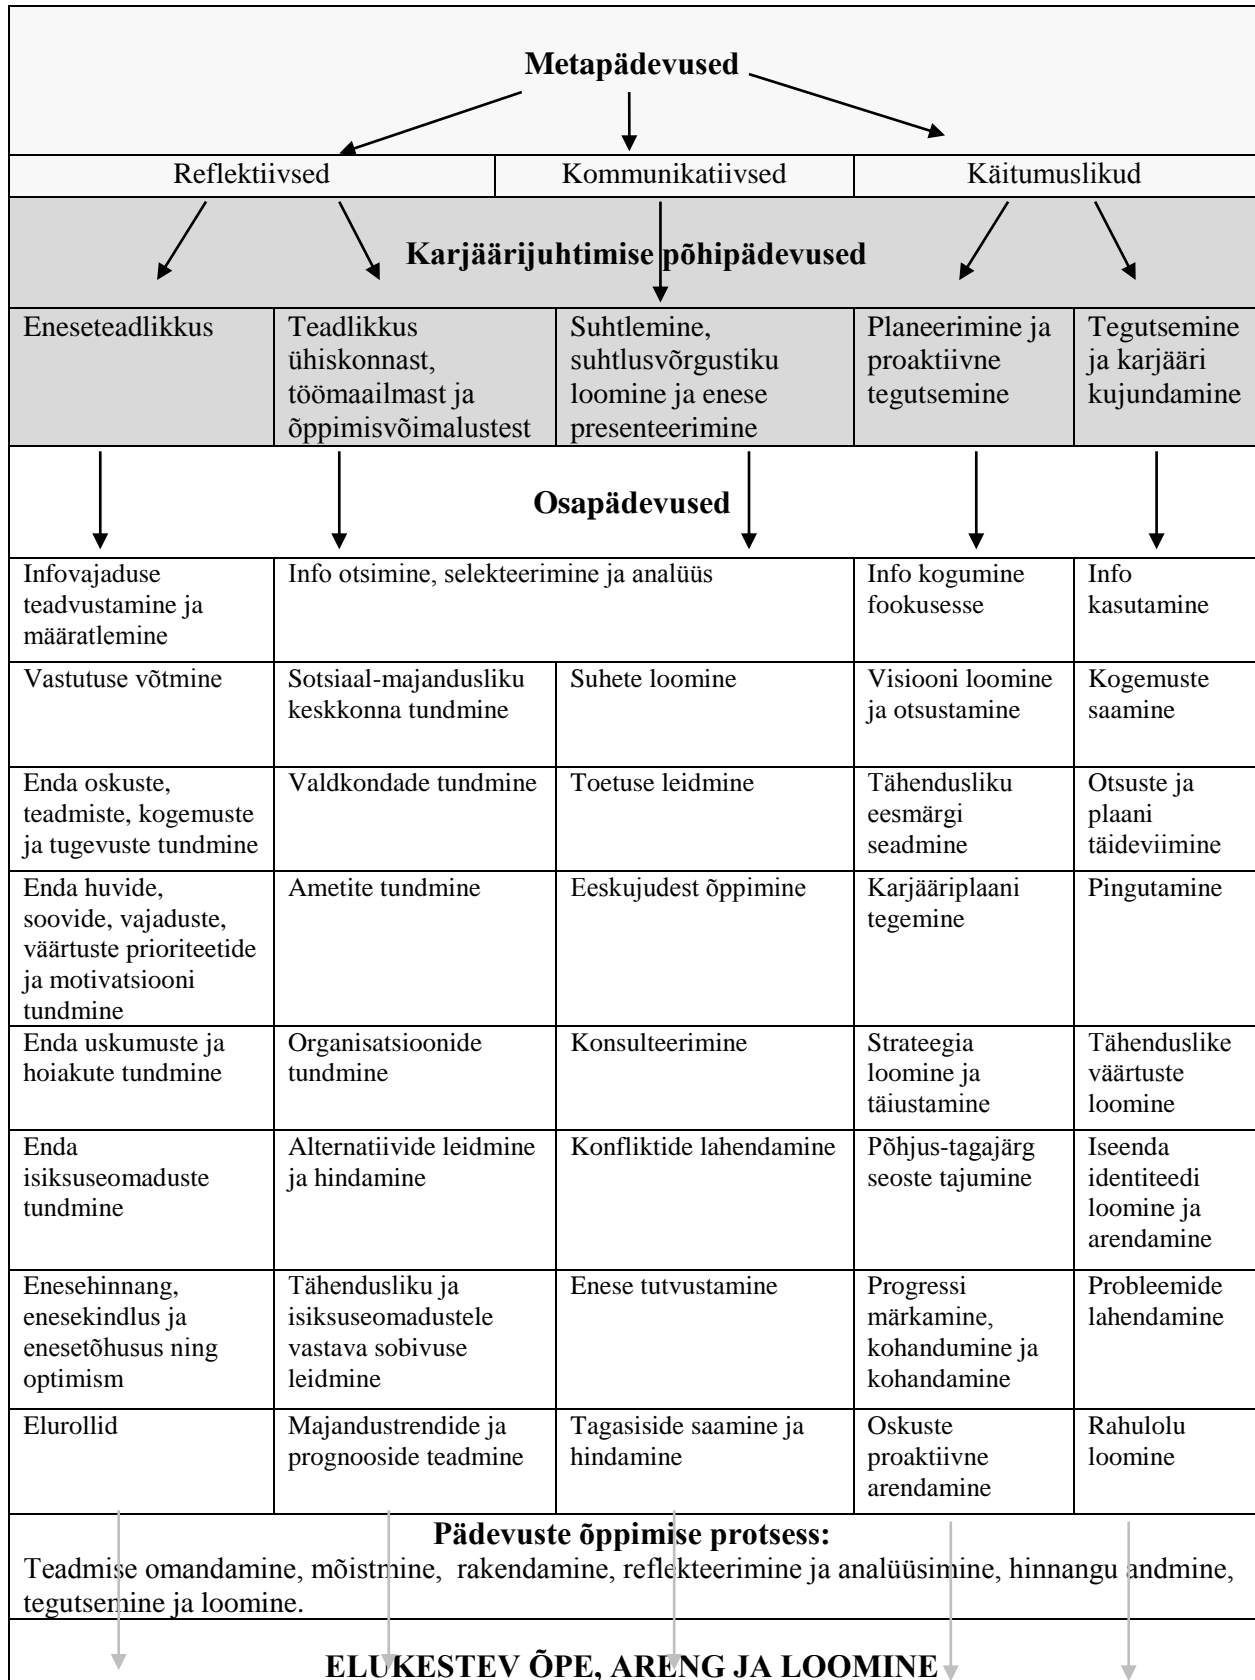 Metapädevused
Reflektiivsed
Kommunikatiivsed
Käitumuslikud
Karjäärijuhtimise põhipädevused
Eneseteadlikkus
Teadlikkus
ühiskonnast,
töömaailmast ja
õppimisvõimalustest
Suhtlemine,
suhtlusvõrgustiku
loomine ja enese
presenteerimine
Planeerimine ja
proaktiivne
tegutsemine
Tegutsemine
ja karjääri
kujundamine
Osapädevused
Infovajaduse
teadvustamine ja
määratlemine
Info otsimine, selekteerimine ja analüüs
Info kogumine
fookusesse
Info
kasutamine
Vastutuse võtmine
Sotsiaal-majandusliku
keskkonna tundmine
Suhete loomine
Visiooni loomine
ja otsustamine
Kogemuste
saamine
Enda oskuste,
teadmiste, kogemuste
ja tugevuste tundmine
Valdkondade tundmine
Toetuse leidmine
Tähendusliku
eesmärgi
seadmine
Otsuste ja
plaani
täideviimine
Enda huvide,
soovide, vajaduste,
väärtuste prioriteetide
ja motivatsiooni
tundmine
Ametite tundmine
Eeskujudest õppimine
Karjääriplaani
tegemine
Pingutamine
Enda uskumuste ja
hoiakute tundmine
Organisatsioonide
tundmine
Konsulteerimine
Strateegia
loomine ja
täiustamine
Tähenduslike
väärtuste
loomine
Enda
isiksuseomaduste
tundmine
Alternatiivide leidmine
ja hindamine
Konfliktide lahendamine
Põhjus-tagajärg
seoste tajumine
Iseenda
identiteedi
loomine ja
arendamine
Enesehinnang,
enesekindlus ja
enesetõhusus ning
optimism
Tähendusliku ja
isiksuseomadustele
vastava sobivuse
leidmine
Enese tutvustamine
Progressi
märkamine,
kohandumine ja
kohandamine
Probleemide
lahendamine
Elurollid
Majandustrendide ja
prognooside teadmine
Tagasiside saamine ja
hindamine
Oskuste
proaktiivne
arendamine
Rahulolu
loomine
Pädevuste õppimise protsess:
Teadmise omandamine, mõistmine, rakendamine, reflekteerimine ja analüüsimine, hinnangu andmine,
tegutsemine ja loomine.
ELUKESTEV ÕPE, ARENG JA LOOMINE